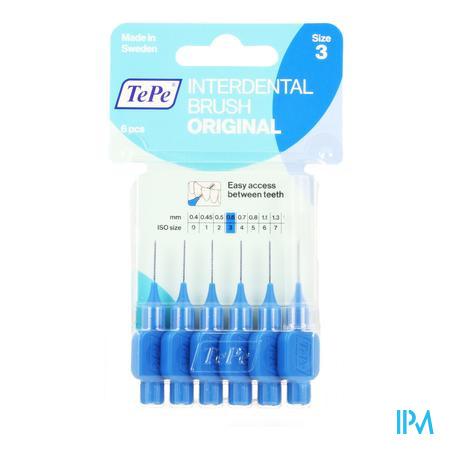 Made in
Sweden
Size
3
TePe
INTERDENTAL
BRUSH
ORIGINAL
6 pcs
Easy access
between teeth
mm 0.4 0.45 0.5 0.6 0.7 0.8 1.1 1.3
ISO size 0 1 2 3 4 5 6 7
TePe
IPM